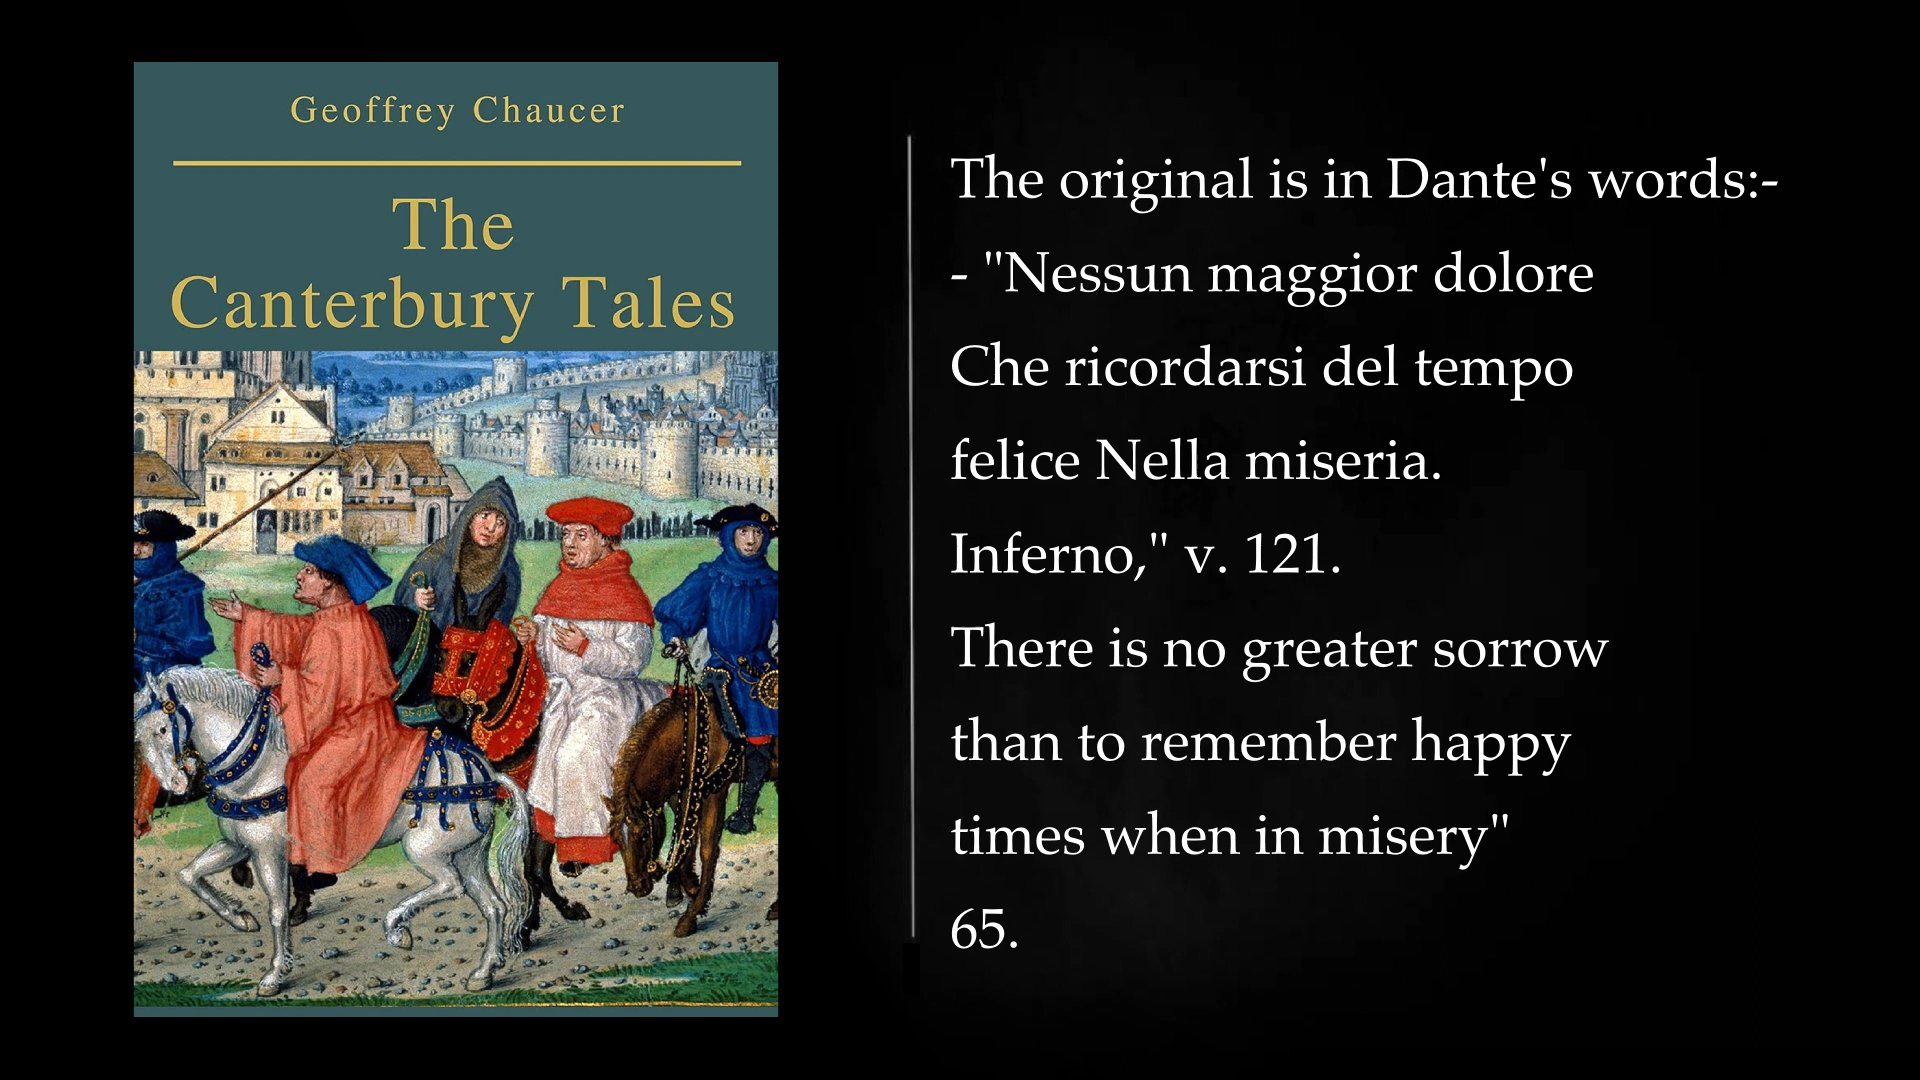 Geoffrey Chaucer
The
Canterbury Tales
The original is in Dante's words:-
- "Nessun maggior dolore
Che ricordarsi del tempo
felice Nella miseria.
Inferno," v. 121.
There is no greater sorrow
than to remember happy
times when in misery"
65.